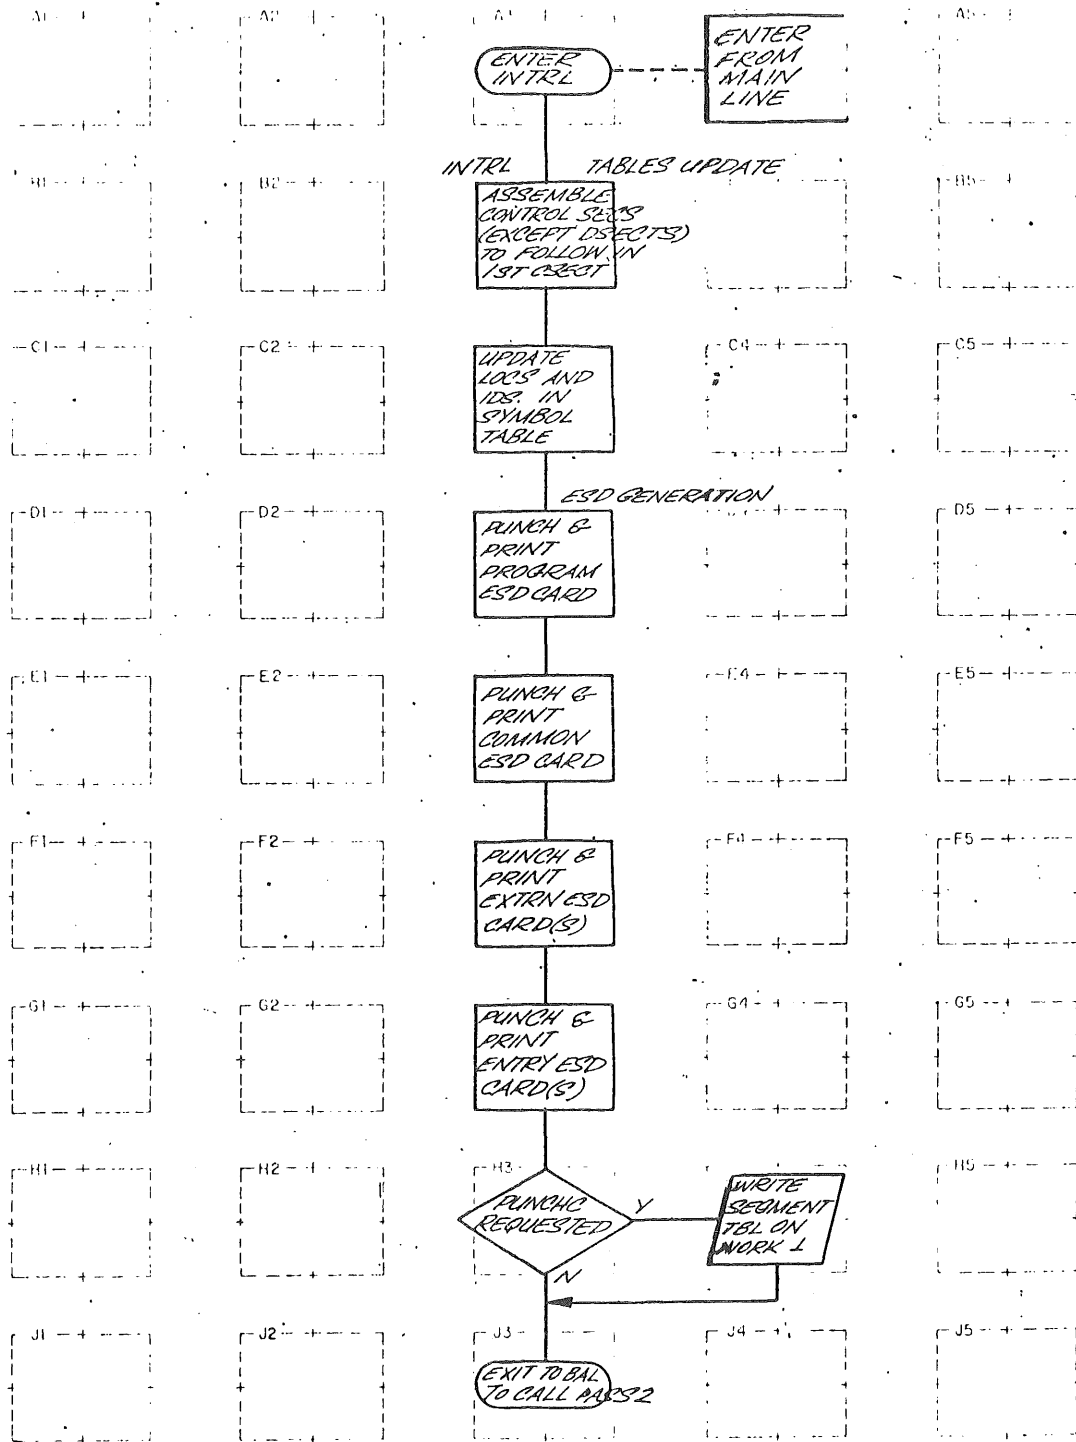 A1
A2
A3
A5
ENTER
INTRL
ENTER
FROM
MAIN
LINE
INTRL
TABLES UPDATE
B1
B2
B5
ASSEMBLE
CONTROL SECS
(EXCEPT DSECTS)
TO FOLLOW IN
1ST CSECT
C1
C2
C4
C5
UPDATE
LOCS AND
IDS. IN
SYMBOL
TABLE
ESD GENERATION
D1
D2
D5
PUNCH &
PRINT
PROGRAM
ESD CARD
E1
E2
E4
E5
PUNCH &
PRINT
COMMON
ESD CARD
F1
F2
F4
F5
PUNCH &
PRINT
EXTRN ESD
CARD(S)
G1
G2
G4
G5
PUNCH &
PRINT
ENTRY ESD
CARD(S)
H1
H2
H3
H5
PUNCHC
REQUESTED
Y
WRITE
SEGMENT
TBL ON
WORK 1
N
J1
J2
J3
J4
J5
EXIT TO BAL
TO CALL PASS2